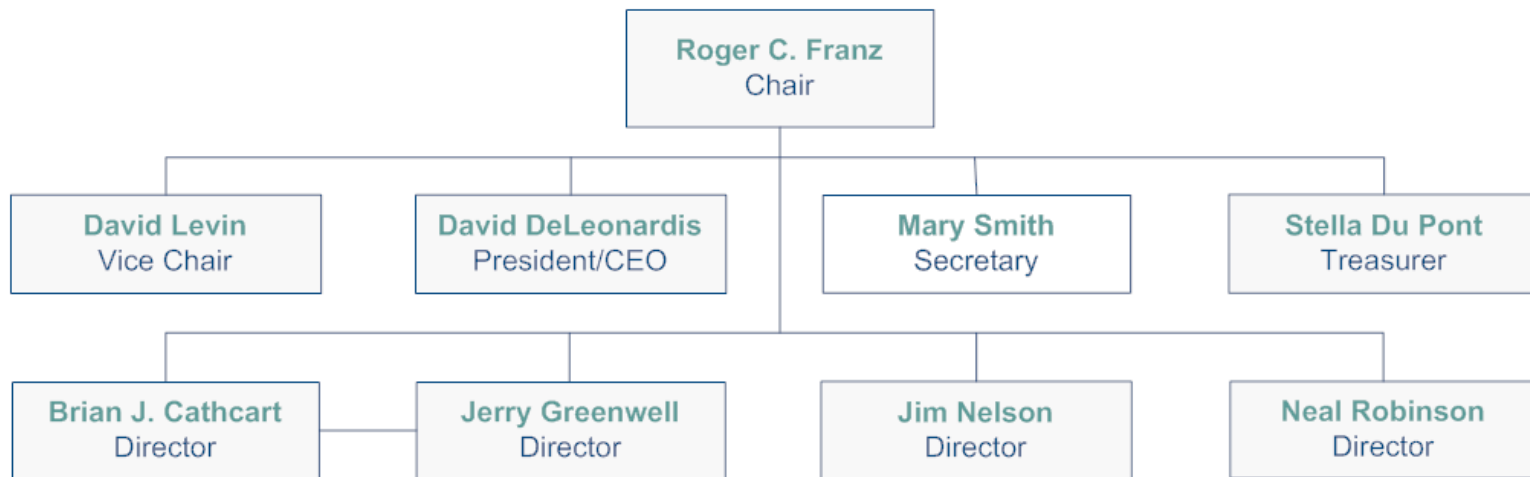 Roger C. Franz
Chair
David Levin
Vice Chair
David DeLeonardis
President/CEO
Mary Smith
Secretary
Stella Du Pont
Treasurer
Brian J. Cathcart
Director
Jerry Greenwell
Director
Jim Nelson
Director
Neal Robinson
Director